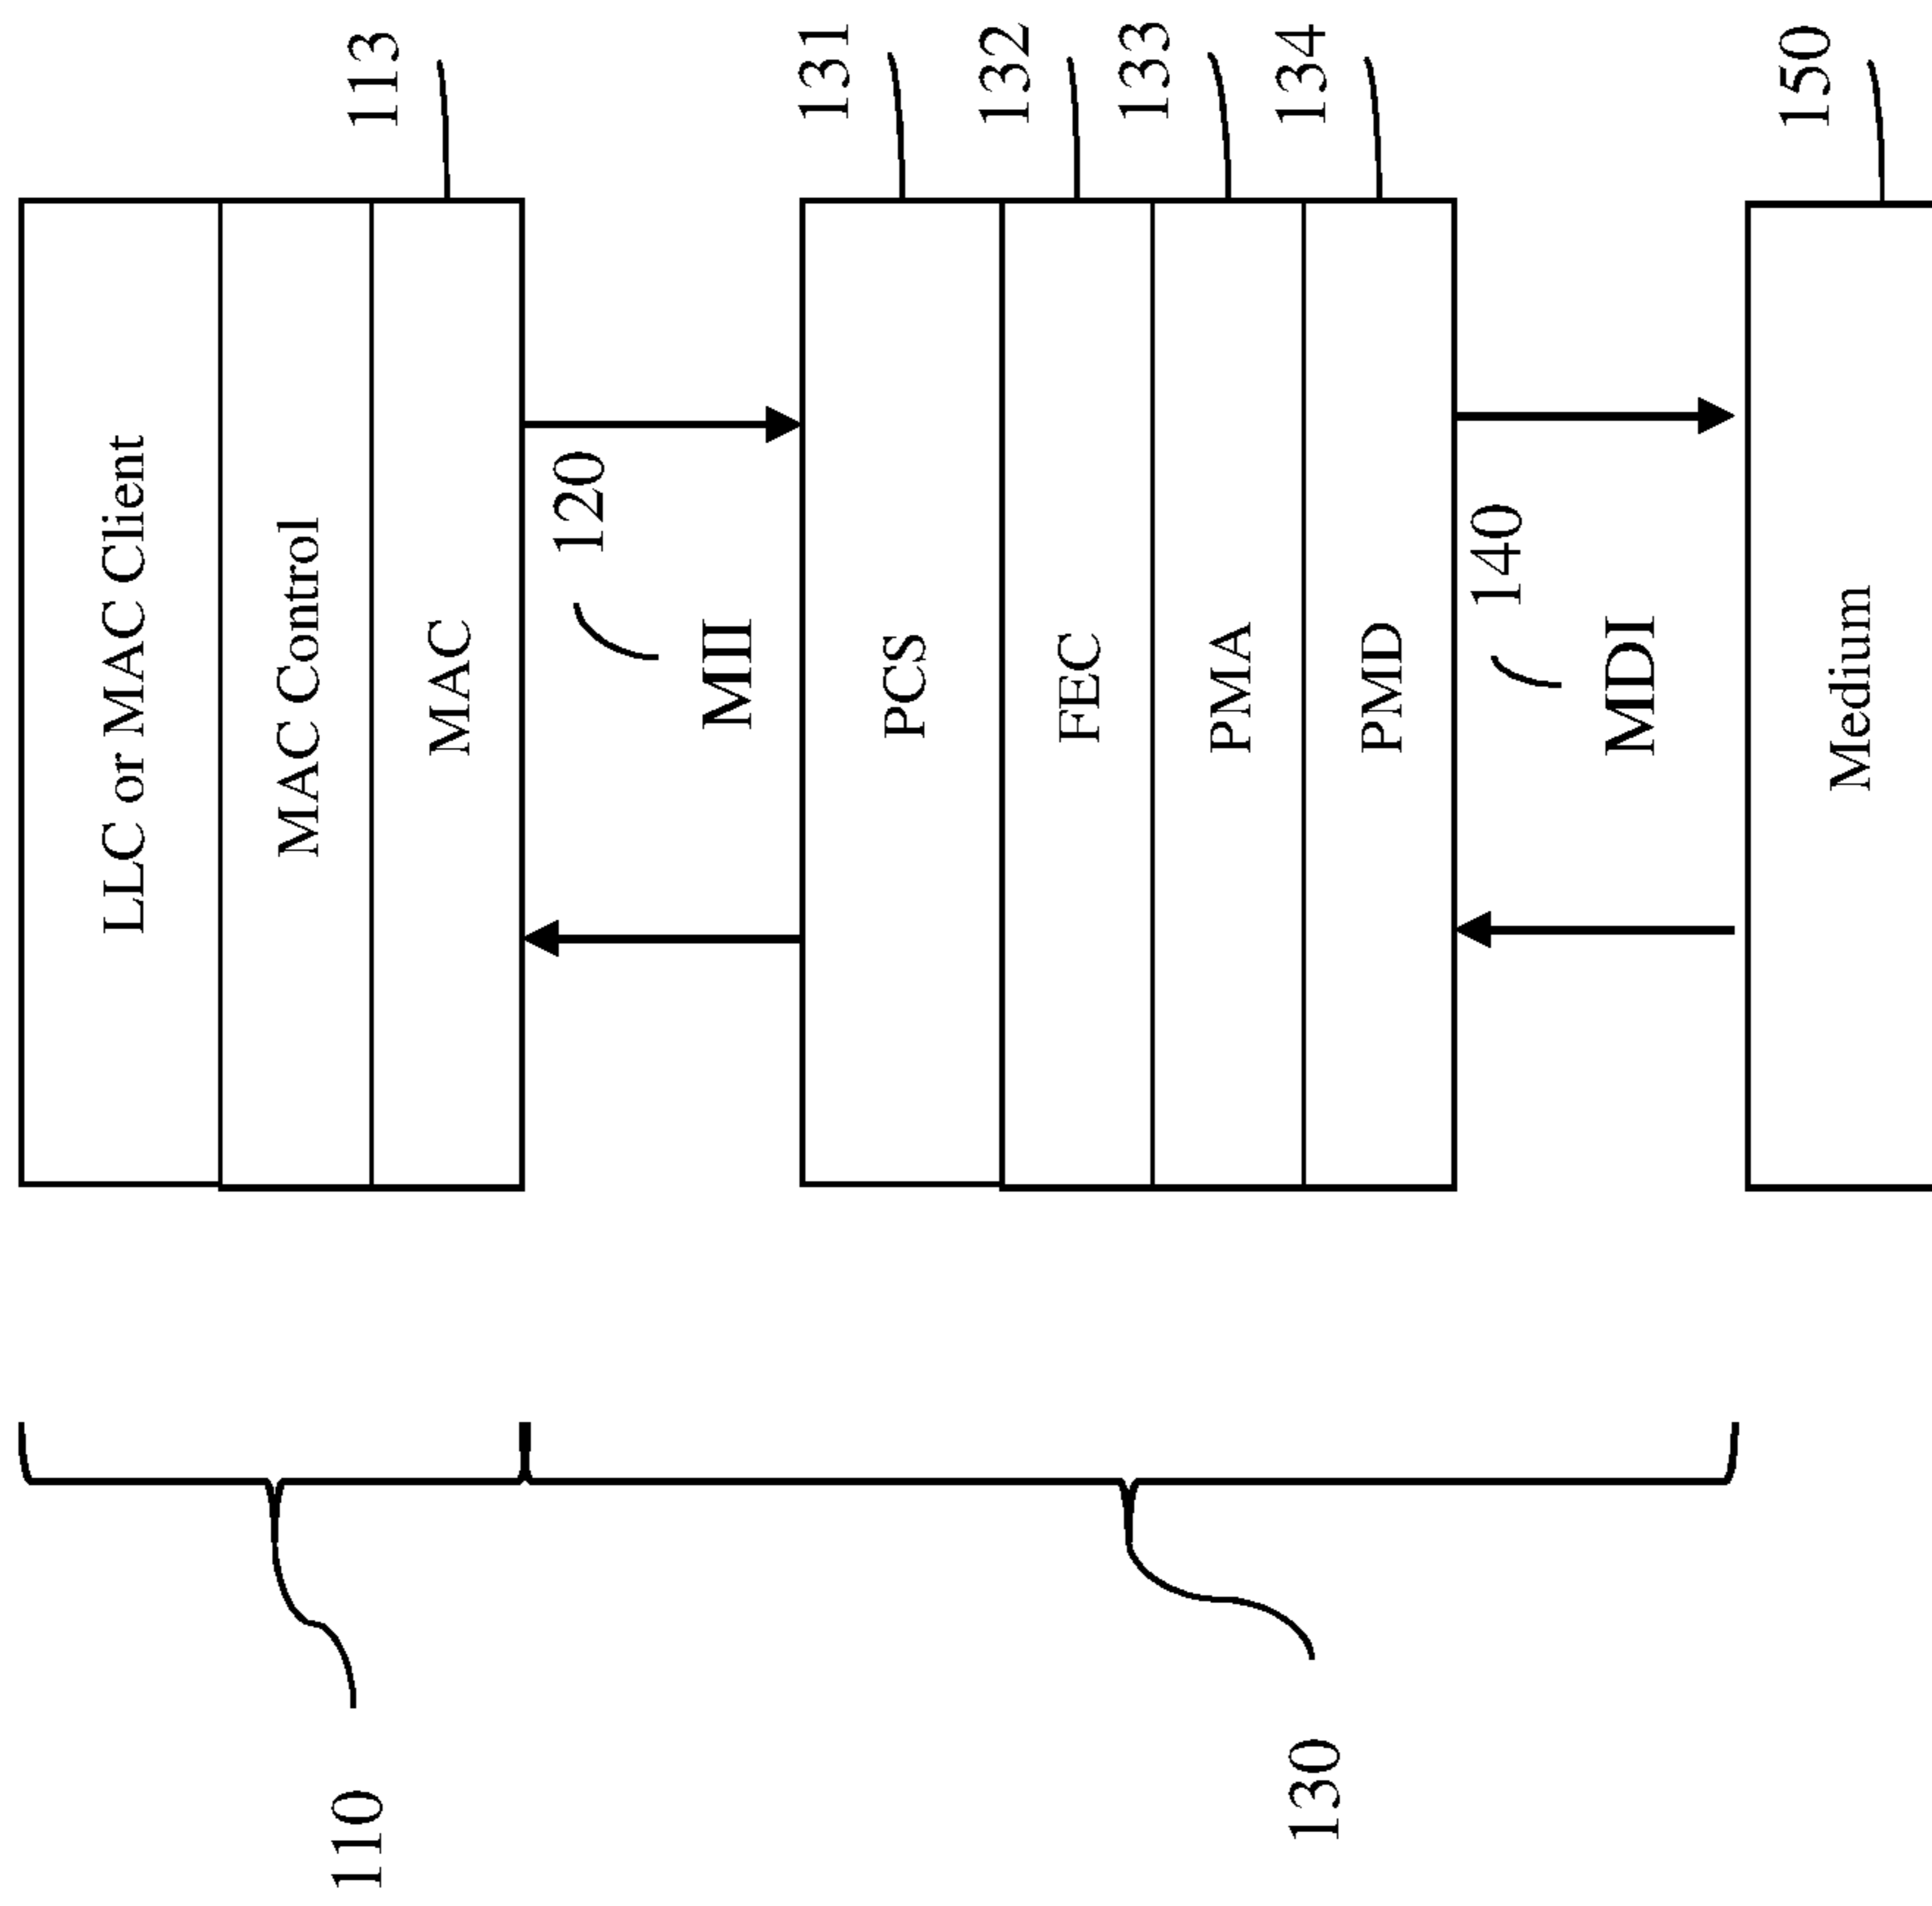 LLC or MAC Client
MAC Control
110
113
MAC
120
MII
131
PCS
132
FEC
133
PMA
130
134
PMD
140
MDI
150
Medium